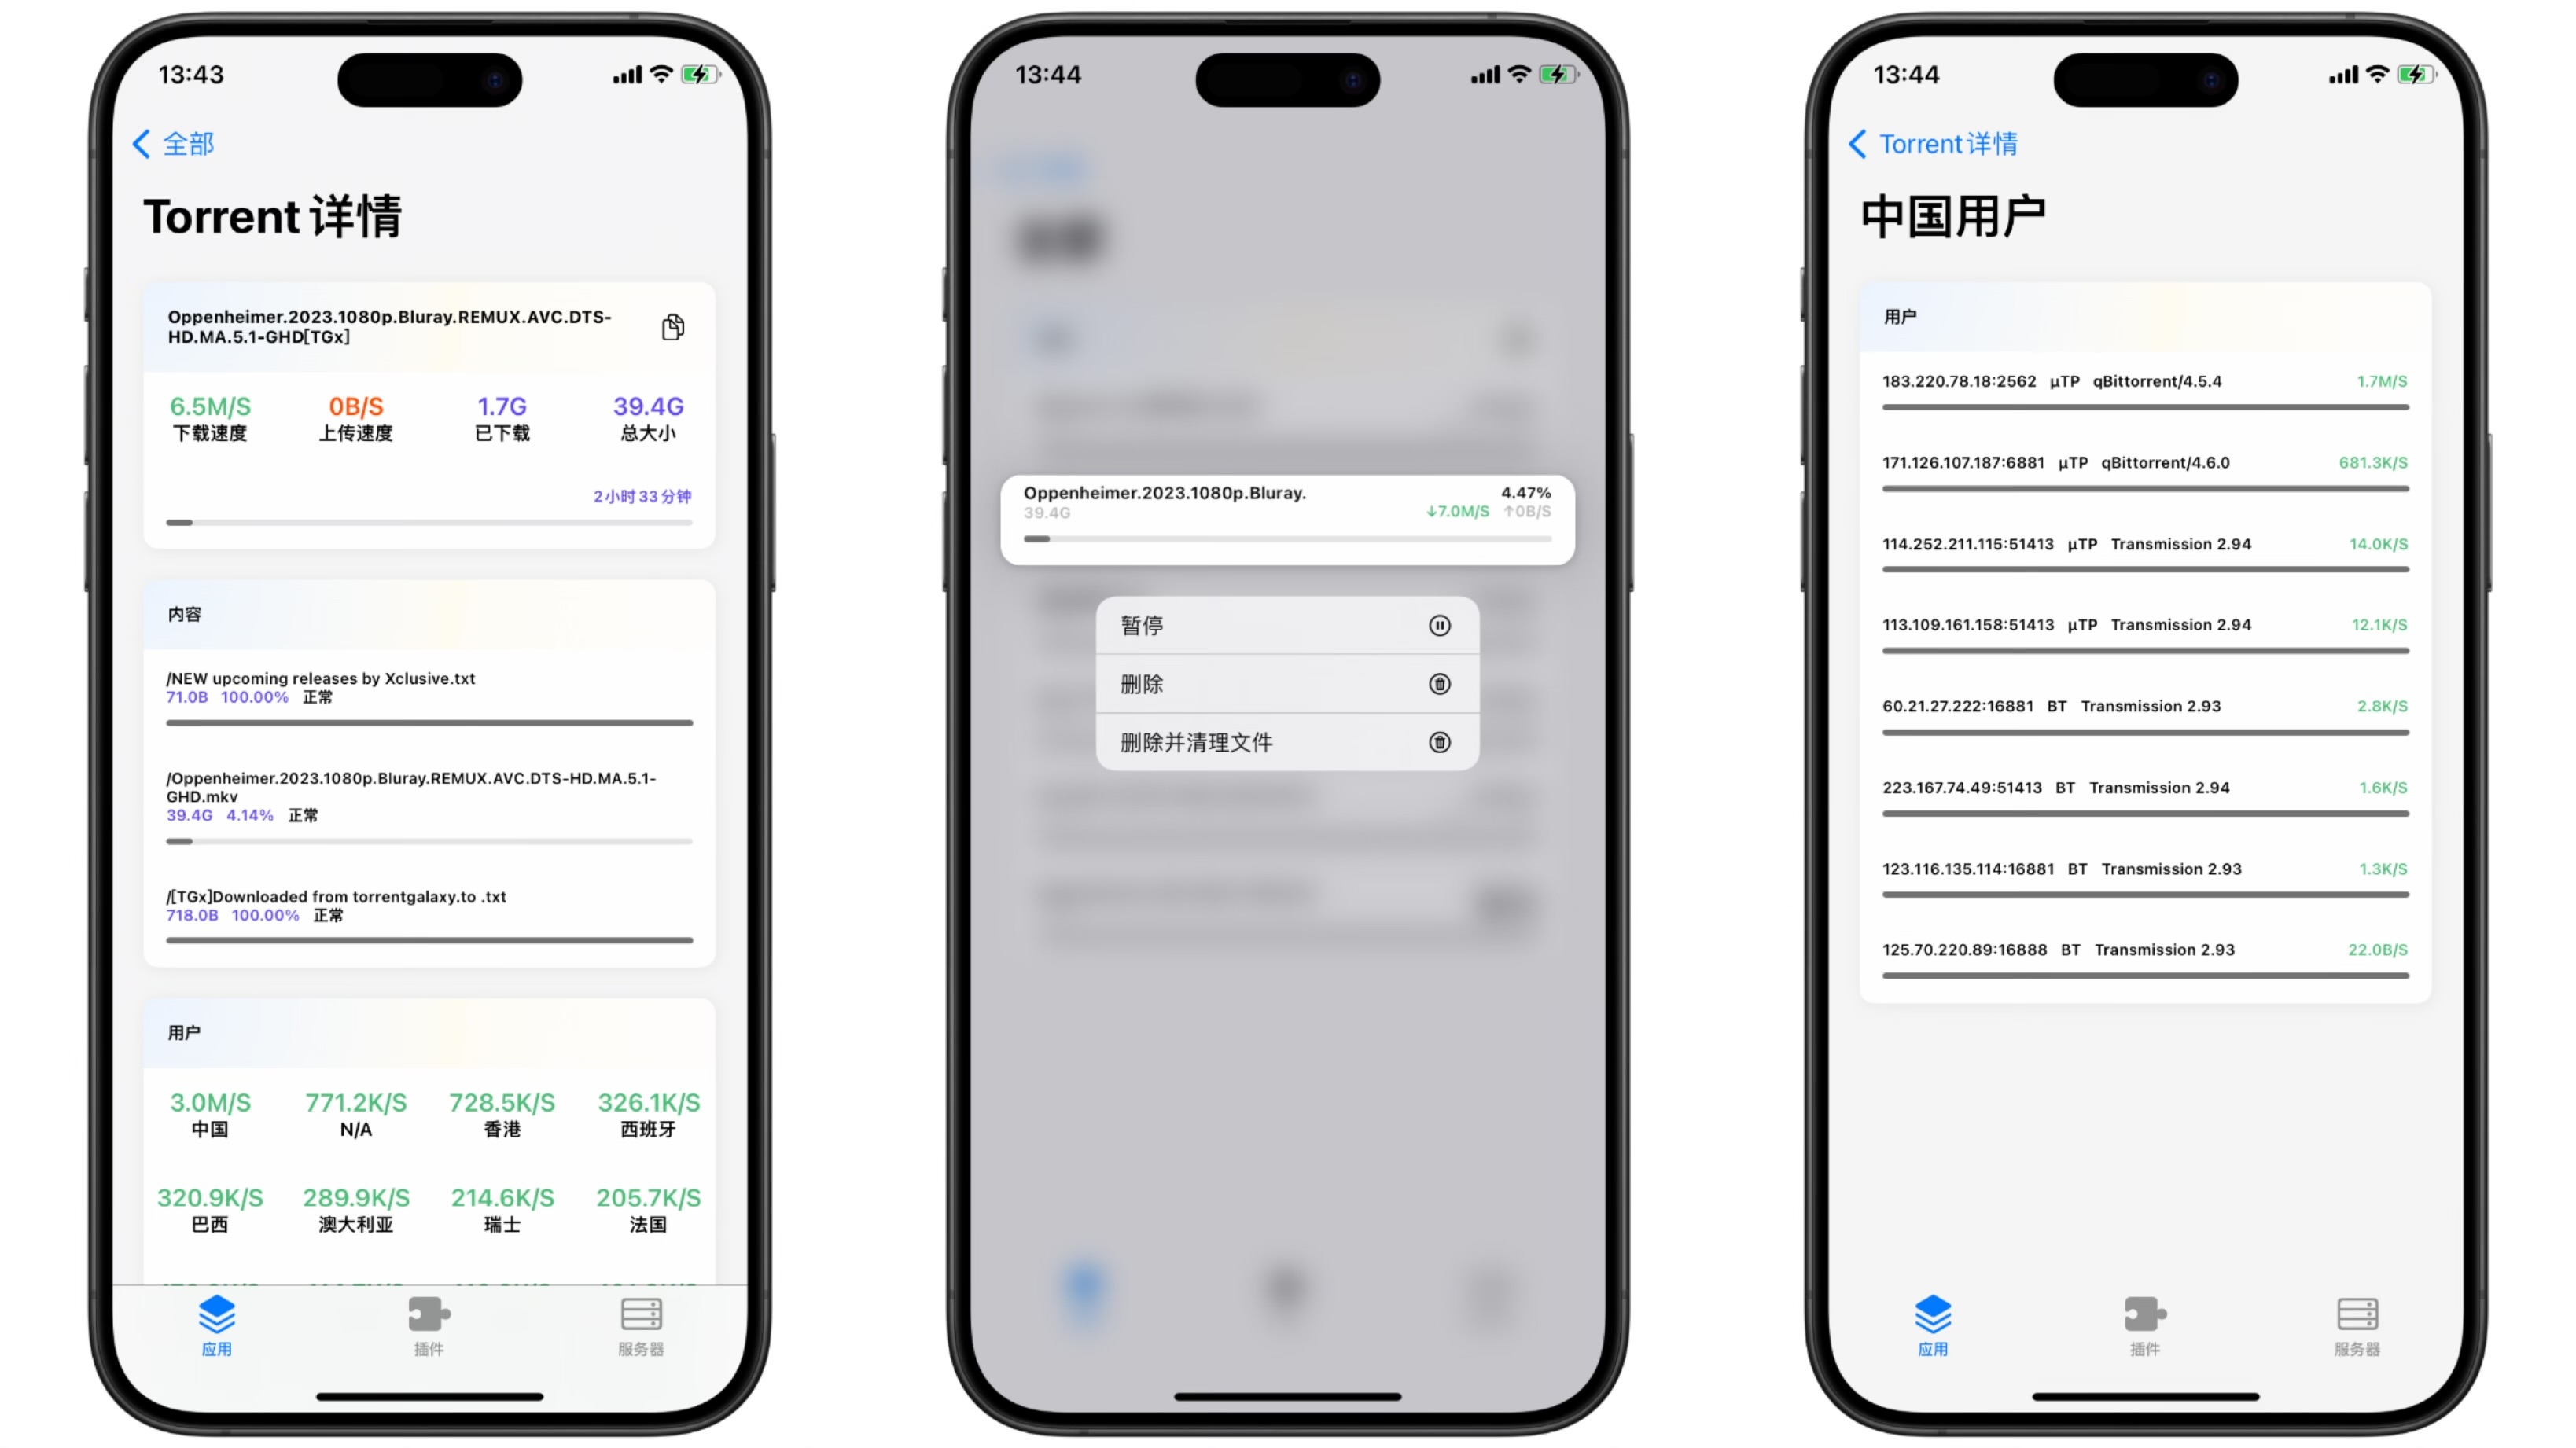 13:43
全部
Torrent 详情
Oppenheimer.2023.1080p.Bluray.REMUX.AVC.DTS-
HD.MA.5.1-GHD[TGx]
6.5M/S 0B/S 1.7G 39.4G
下载速度 上传速度 已下载 总大小
2小时33分钟
内容
/NEW upcoming releases by Xclusive.txt
71.0B 100.00% 正常
/Oppenheimer.2023.1080p.Bluray.REMUX.AVC.DTS-HD.MA.5.1-
GHD.mkv
39.4G 4.14% 正常
/[TGx]Downloaded from torrentgalaxy.to .txt
718.0B 100.00% 正常
用户
3.0M/S 771.2K/S 728.5K/S 326.1K/S
中国 N/A 香港 西班牙
320.9K/S 289.9K/S 214.6K/S 205.7K/S
巴西 澳大利亚 瑞士 法国
应用 插件 服务器
13:44
Oppenheimer.2023.1080p.Bluray. 4.47%
39.4G ↓7.0M/S ↑0B/S
暂停
删除
删除并清理文件
13:44
Torrent详情
中国用户
用户
183.220.78.18:2562 μTP qBittorrent/4.5.4 1.7M/S
171.126.107.187:6881 μTP qBittorrent/4.6.0 681.3K/S
114.252.211.115:51413 μTP Transmission 2.94 14.0K/S
113.109.161.158:51413 μTP Transmission 2.94 12.1K/S
60.21.27.222:16881 BT Transmission 2.93 2.8K/S
223.167.74.49:51413 BT Transmission 2.94 1.6K/S
123.116.135.114:16881 BT Transmission 2.93 1.3K/S
125.70.220.89:16888 BT Transmission 2.93 22.0B/S
应用 插件 服务器